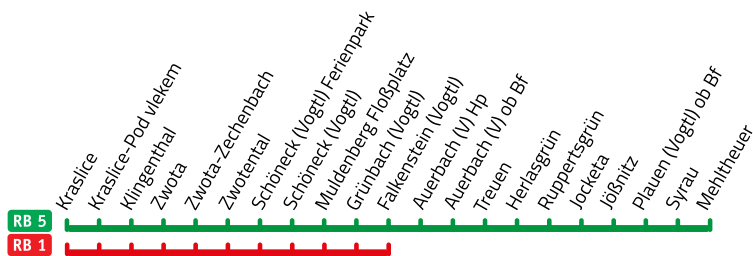 Kraslice
Kraslice-Pod vlekem
Klingenthal
Zwota
Zwota-Zechenbach
Zwotental
Schöneck (Vogtl) Ferienpark
Schöneck (Vogtl)
Muldenberg Floßplatz
Grünbach (Vogtl)
Falkenstein (Vogtl)
Auerbach (V) Hp
Auerbach (V) ob Bf
Treuen
Herlasgrün
Ruppertsgrün
Jocketa
Jößnitz
Plauen (Vogtl) ob Bf
Syrau
Mehltheuer
RB 5
RB 1